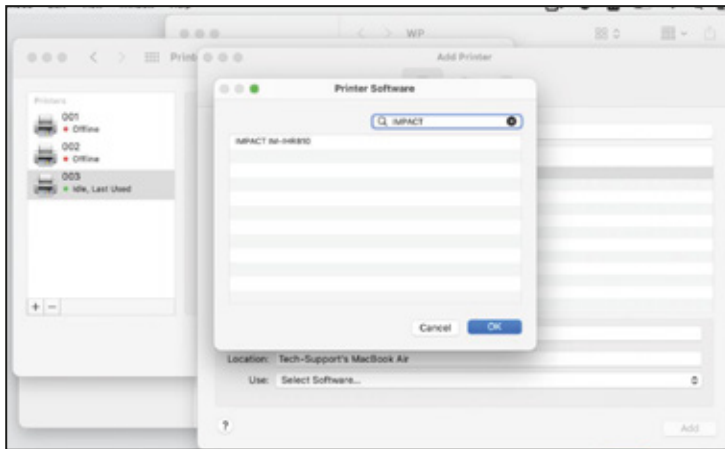 WP
Print
Add Printer
Printer Software
IMPACT
IMPACT IM-IHR810
Printers
001
Offline
002
Offline
003
Idle, Last Used
+ −
Cancel
OK
Location: Tech-Support's MacBook Air
Use: Select Software...
?
Add